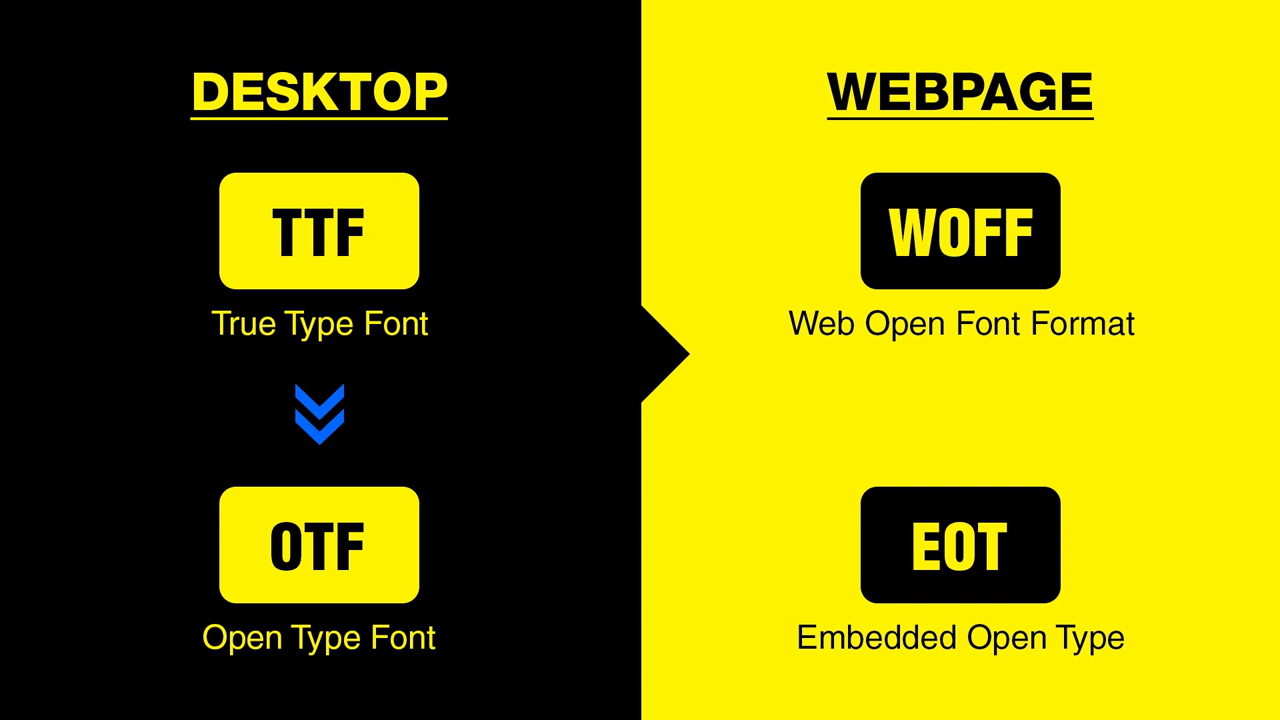 DESKTOP
TTF
True Type Font
OTF
Open Type Font
WEBPAGE
WOFF
Web Open Font Format
EOT
Embedded Open Type